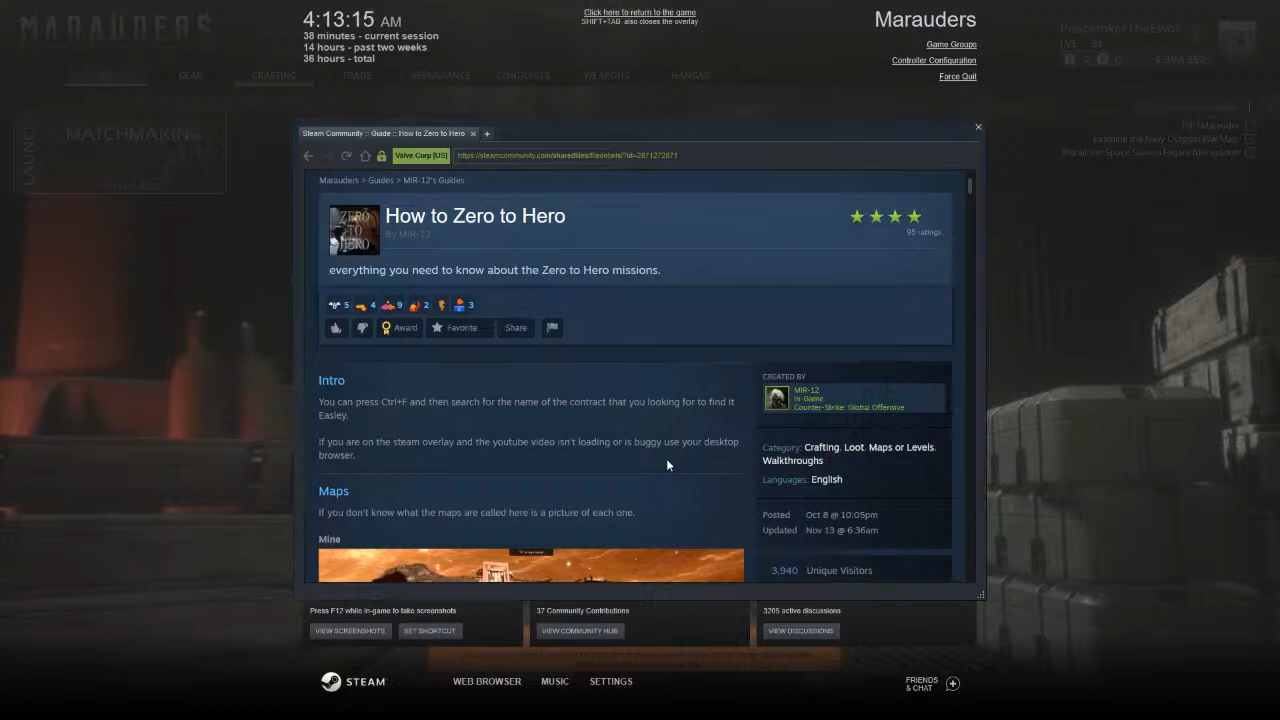 4:13:15 AM
38 minutes - current session
14 hours - past two weeks
36 hours - total
Click here to return to the game
SHIFT+TAB also closes the overlay
Marauders
Game Groups
Controller Configuration
Force Quit
MARAUDERS
GEAR
CRAFTING
TRADE
APPEARANCE
CONTRACTS
WEAPONS
HANGAR
LAUNCH
MATCHMAKING
Steam Community :: Guide :: How to Zero to Hero
Valve Corp [US]
https://steamcommunity.com/sharedfiles/filedetails/?id=2871272871
Marauders > Guides > MIR-12's Guides
ZERO
TO
HERO
How to Zero to Hero
By MIR-12
95 ratings
everything you need to know about the Zero to Hero missions.
5 4 9 2 3
Award Favorite Share
Intro
You can press Ctrl+F and then search for the name of the contract that you looking for to find it
Easley.
If you are on the steam overlay and the youtube video isn't loading or is buggy use your desktop
browser.
Maps
If you don't know what the maps are called here is a picture of each one.
Mine
CREATED BY
MIR-12
In-Game
Counter-Strike: Global Offensive
Category: Crafting, Loot, Maps or Levels,
Walkthroughs
Languages: English
Posted Oct 8 @ 10:05pm
Updated Nov 13 @ 6:36am
3,940 Unique Visitors
Press F12 while in-game to take screenshots
VIEW SCREENSHOTS
SET SHORTCUT
37 Community Contributions
VIEW COMMUNITY HUB
3205 active discussions
VIEW DISCUSSIONS
STEAM
WEB BROWSER
MUSIC
SETTINGS
FRIENDS
& CHAT